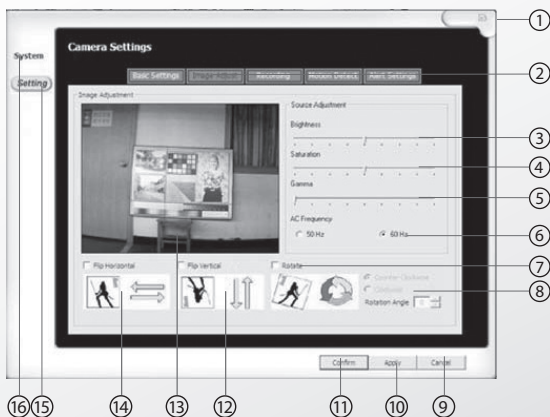 ①
Camera Settings
System
Setting
Basic Settings
Image Adjust
Recording
Motion Detect
Alert Settings
②
Image Adjustment
Source Adjustment
Brightness
③
Saturation
④
Gamma
⑤
AC Frequency
50 Hz
60 Hz
⑥
Flip Horizontal
Flip Vertical
Rotate
⑦
Counter Clockwise
Clockwise
⑧
Rotation Angle
Confirm
Apply
Cancel
⑯ ⑮ ⑭ ⑬ ⑫ ⑪ ⑩ ⑨